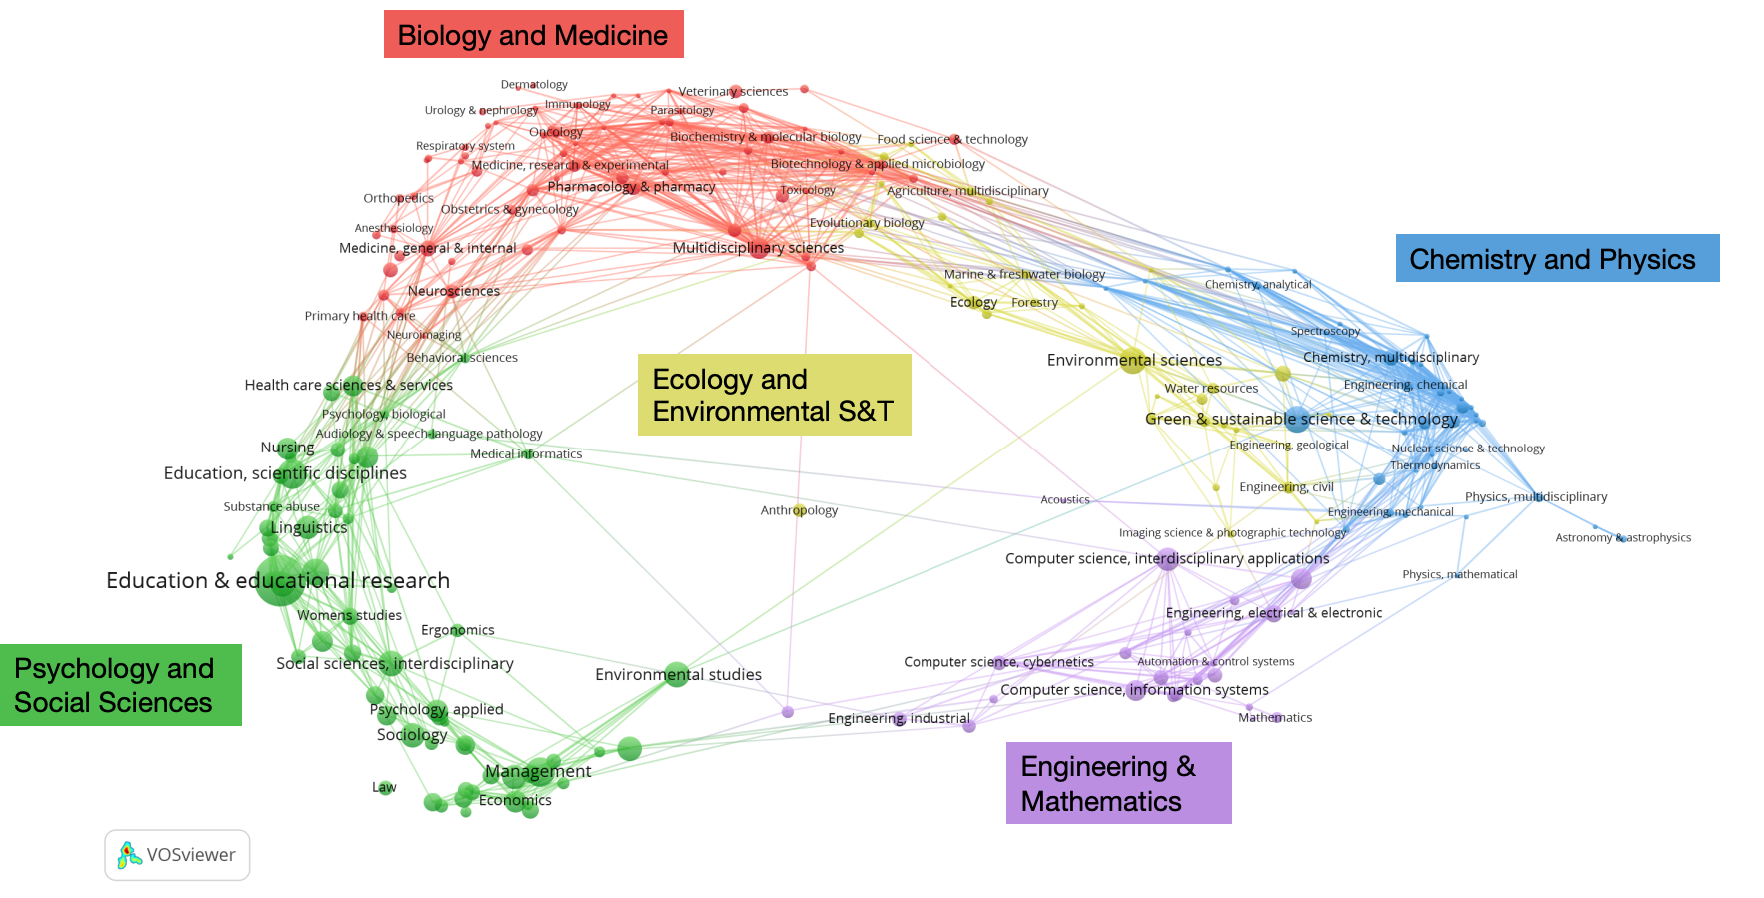 Biology and Medicine
Dermatology
Veterinary sciences
Immunology
Urology & nephrology
Parasitology
Oncology
Biochemistry & molecular biology
Food science & technology
Respiratory system
Medicine, research & experimental
Biotechnology & applied microbiology
Pharmacology & pharmacy
Toxicology
Agriculture, multidisciplinary
Orthopedics
Obstetrics & gynecology
Evolutionary biology
Anesthesiology
Medicine, general & internal
Multidisciplinary sciences
Chemistry and Physics
Marine & freshwater biology
Chemistry, analytical
Neurosciences
Ecology
Forestry
Primary health care
Neuroimaging
Spectroscopy
Behavioral sciences
Environmental sciences
Chemistry, multidisciplinary
Ecology and
Environmental S&T
Health care sciences & services
Water resources
Engineering, chemical
Psychology, biological
Green & sustainable science & technology
Audiology & speech-language pathology
Nursing
Medical informatics
Engineering, geological
Nuclear science & technology
Education, scientific disciplines
Thermodynamics
Engineering, civil
Physics, multidisciplinary
Acoustics
Substance abuse
Anthropology
Engineering, mechanical
Linguistics
Imaging science & photographic technology
Astronomy & astrophysics
Computer science, interdisciplinary applications
Physics, mathematical
Education & educational research
Womens studies
Engineering, electrical & electronic
Ergonomics
Social sciences, interdisciplinary
Computer science, cybernetics
Automation & control systems
Psychology and
Social Sciences
Environmental studies
Computer science, information systems
Psychology, applied
Engineering, industrial
Mathematics
Sociology
Engineering &
Mathematics
Management
Law
Economics
VOSviewer